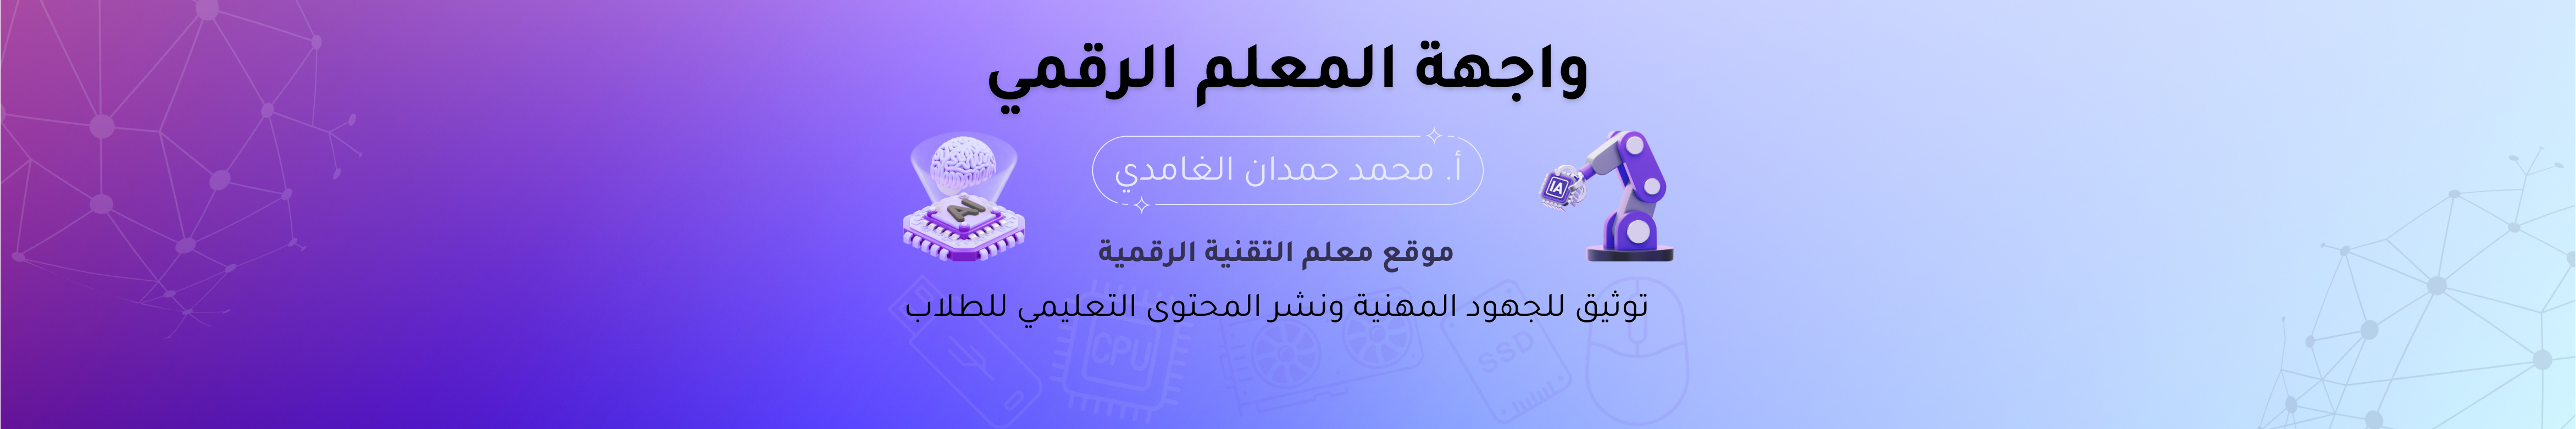 واجهة المعلم الرقمي
أ. محمد حمدان الغامدي
IA
AI
موقع معلم التقنية الرقمية
توثيق للجهود المهنية ونشر المحتوى التعليمي للطلاب
SSD
CPU